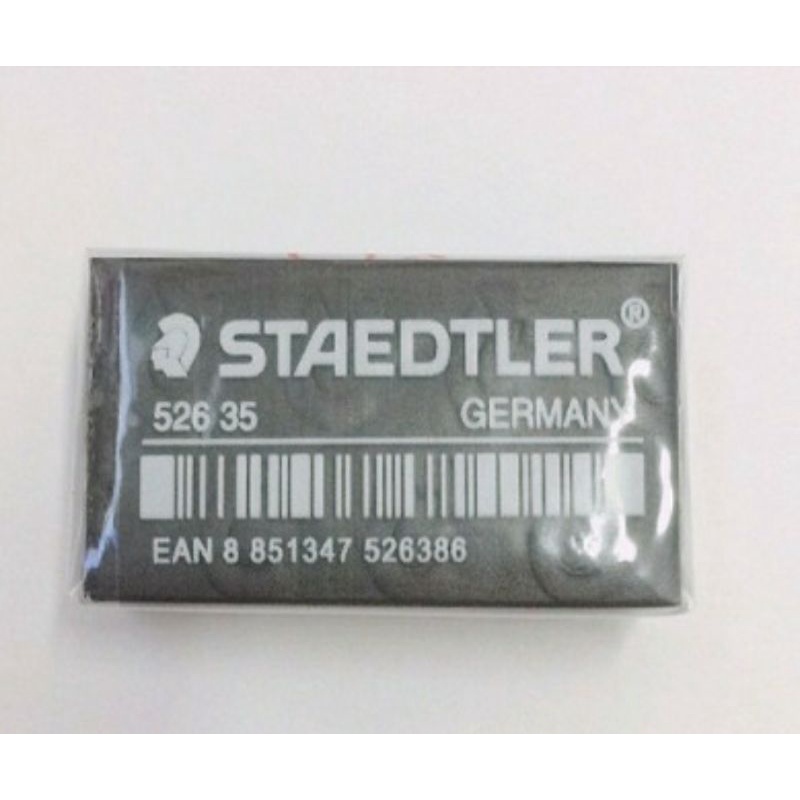 STAEDTLER®
526 35 GERMANY
EAN 8 851347 526386